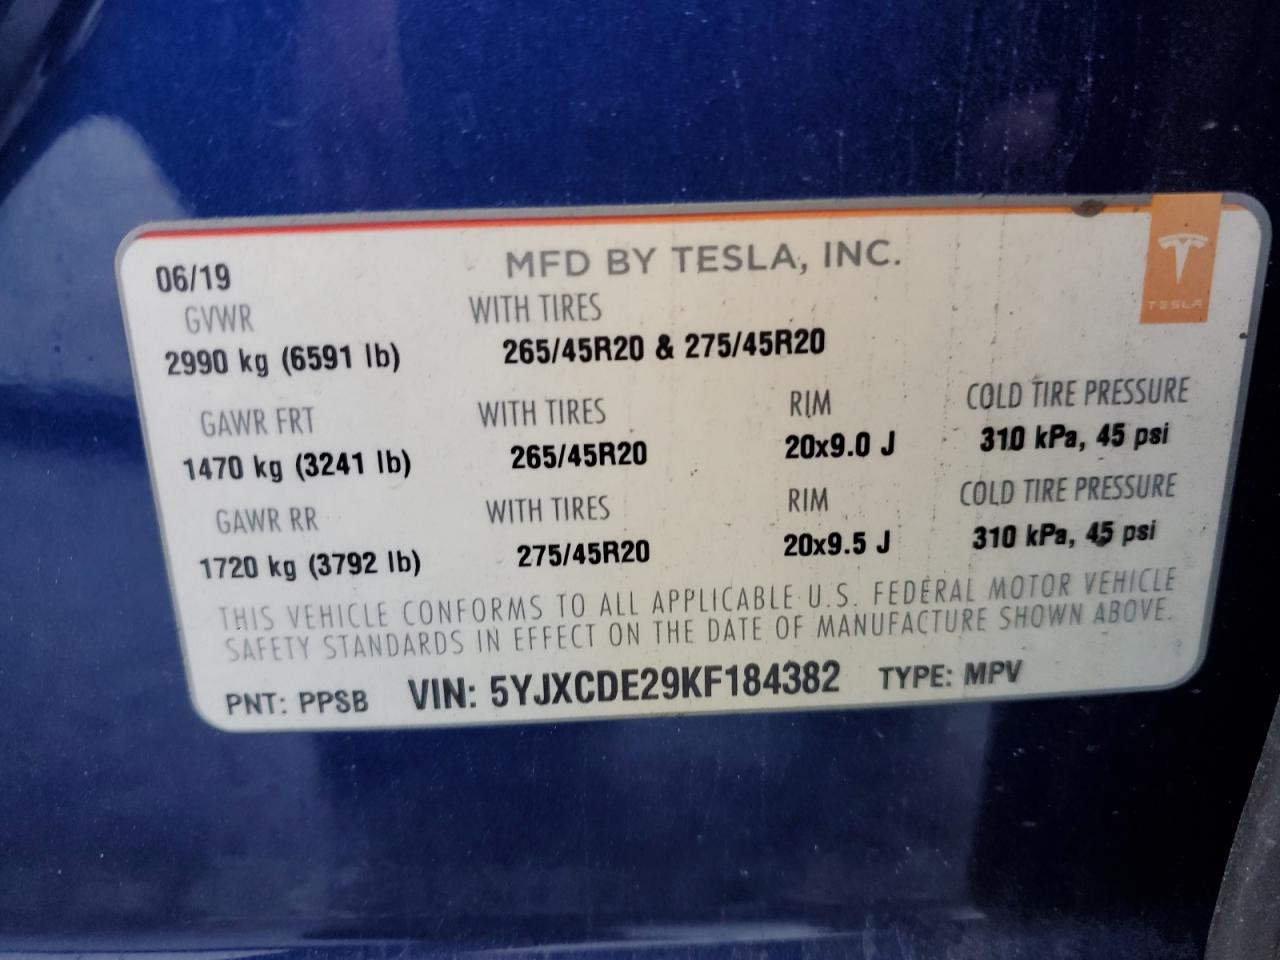 06/19 MFD BY TESLA, INC.
TESLA
GVWR WITH TIRES
2990 kg (6591 lb) 265/45R20 & 275/45R20
GAWR FRT WITH TIRES RIM COLD TIRE PRESSURE
1470 kg (3241 lb) 265/45R20 20x9.0 J 310 kPa, 45 psi
GAWR RR WITH TIRES RIM COLD TIRE PRESSURE
1720 kg (3792 lb) 275/45R20 20x9.5 J 310 kPa, 45 psi
THIS VEHICLE CONFORMS TO ALL APPLICABLE U.S. FEDERAL MOTOR VEHICLE
SAFETY STANDARDS IN EFFECT ON THE DATE OF MANUFACTURE SHOWN ABOVE.
PNT: PPSB VIN: 5YJXCDE29KF184382 TYPE: MPV